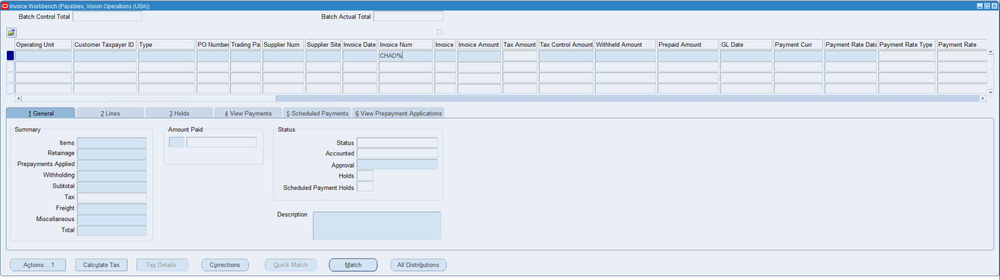 Invoice Workbench (Payables, Vision Operations (USA))
Batch Control Total
Batch Actual Total
Operating Unit Customer Taxpayer ID Type PO Number Trading Pa Supplier Num Supplier Site Invoice Date Invoice Num Invoice Invoice Amount Tax Amount Tax Control Amount Withheld Amount Prepaid Amount GL Date Payment Curr Payment Rate Date Payment Rate Type Payment Rate
CHAD%
1 General 2 Lines 3 Holds 4 View Payments 5 Scheduled Payments 6 View Prepayment Applications
Summary
Items
Retainage
Prepayments Applied
Withholding
Subtotal
Tax
Freight
Miscellaneous
Total
Amount Paid
Status
Status
Accounted
Approval
Holds
Scheduled Payment Holds
Description
Actions... 1 Calculate Tax Tax Details Corrections Quick Match Match All Distributions